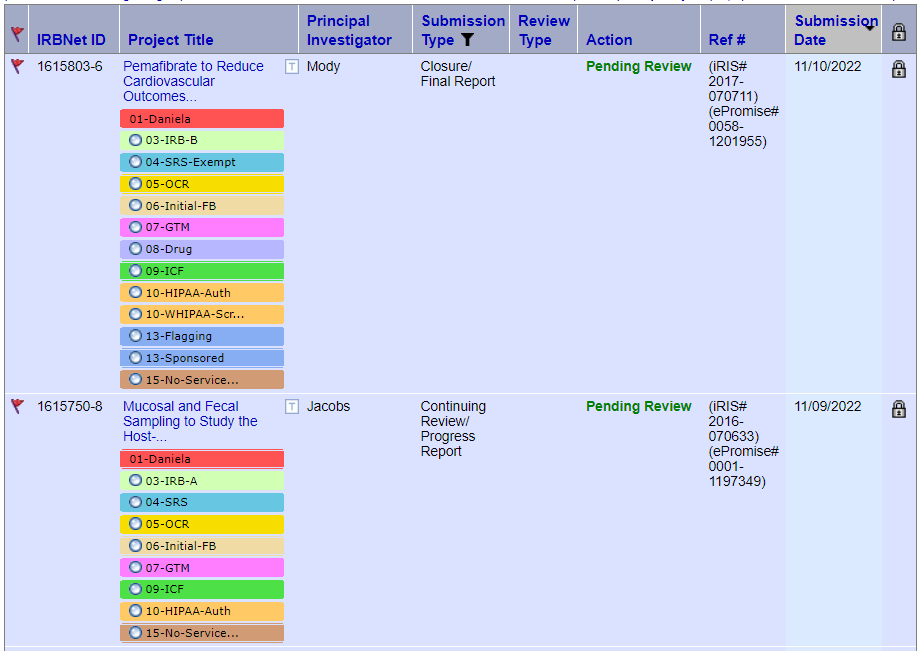 IRBNet ID
Project Title
Principal
Investigator
Submission
Type
Review
Type
Action
Ref #
Submission
Date
1615803-6
Pemafibrate to Reduce
Cardiovascular
Outcomes...
T
Mody
Closure/
Final Report
Pending Review
(iRIS#
2017-
070711)
(ePromise#
0058-
1201955)
11/10/2022
01-Daniela
03-IRB-B
04-SRS-Exempt
05-OCR
06-Initial-FB
07-GTM
08-Drug
09-ICF
10-HIPAA-Auth
10-WHIPAA-Scr...
13-Flagging
13-Sponsored
15-No-Service...
1615750-8
Mucosal and Fecal
Sampling to Study the
Host-...
T
Jacobs
Continuing
Review/
Progress
Report
Pending Review
(iRIS#
2016-
070633)
(ePromise#
0001-
1197349)
11/09/2022
01-Daniela
03-IRB-A
04-SRS
05-OCR
06-Initial-FB
07-GTM
09-ICF
10-HIPAA-Auth
15-No-Service...